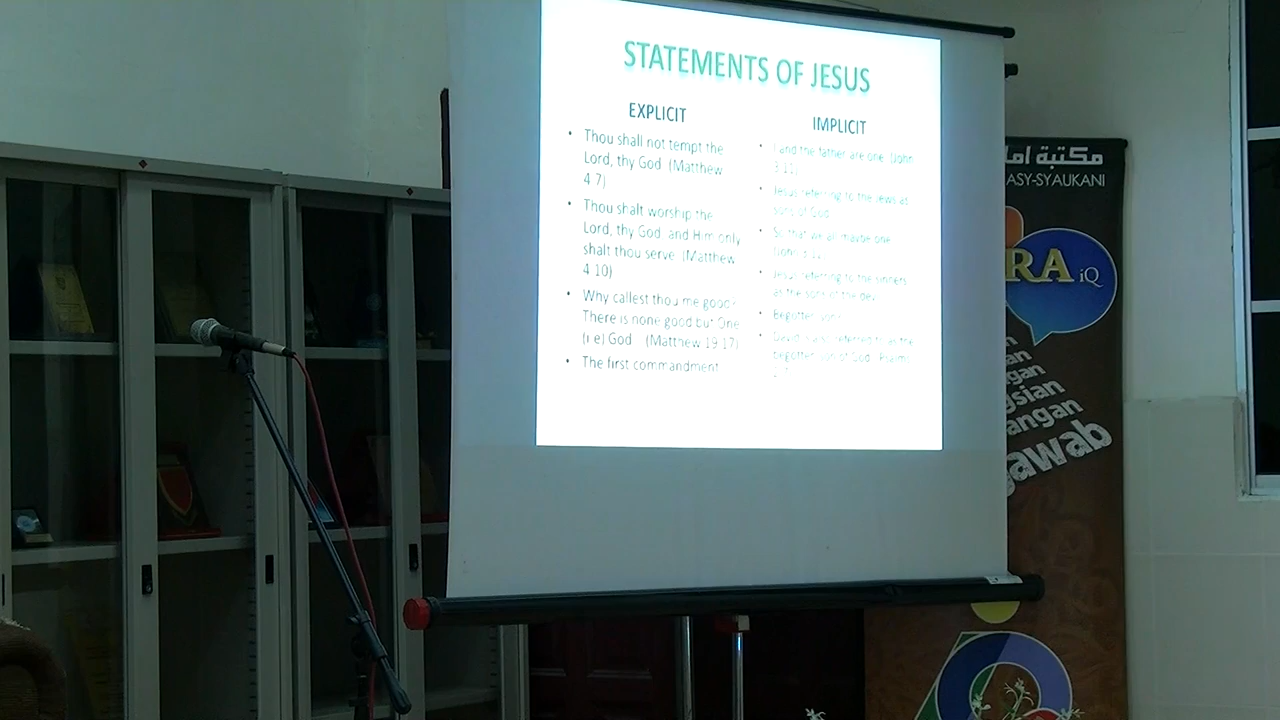 STATEMENTS OF JESUS
EXPLICIT
• Thou shall not tempt the
Lord, thy God (Matthew
4:7)
• Thou shalt worship the
Lord, thy God and Him only
shalt thou serve (Matthew
4:10)
• Why callest thou me good?
There is none good but One
(i.e) God (Matthew 19:17)
• The first commandment
IMPLICIT
• I and the father are one (John
• Jesus referring to the Jews as
sons of God
• So that we all maybe one
• Jesus referring to the sinners
as the sons of the devil
• Begotten son
• David is also referred to as the
begotten son of God Psalms
مكتبة
ASY-SYAUKANI
RA iQ